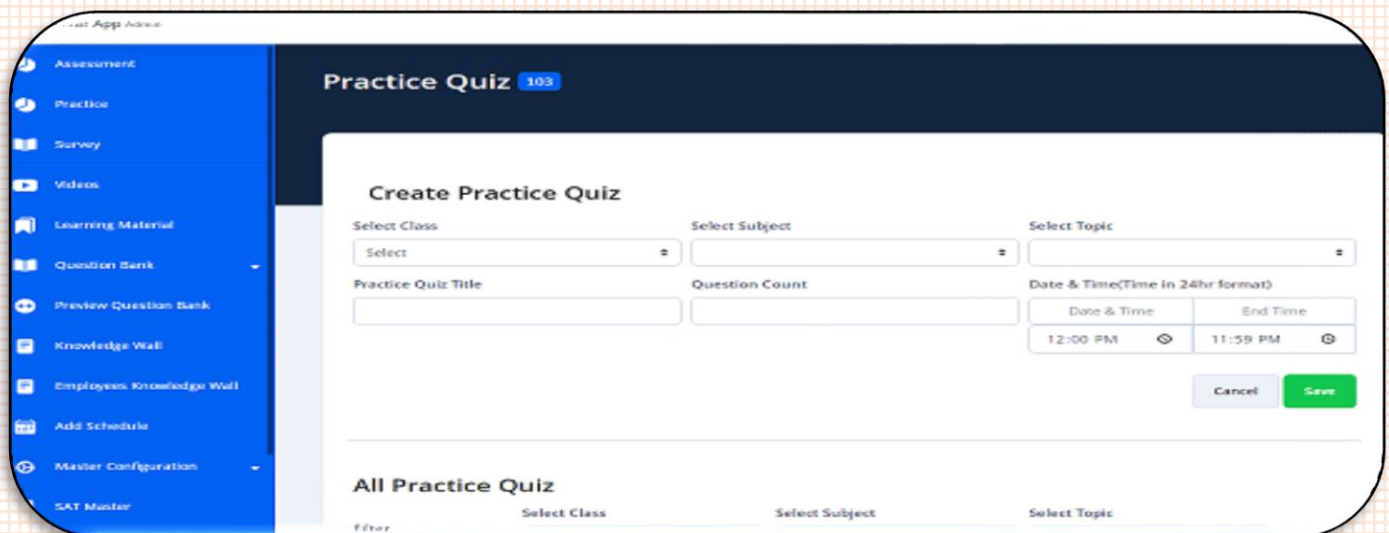 App Admin
Assessment
Practice
Survey
Videos
Learning Material
Question Bank
Preview Question Bank
Knowledge Wall
Employees Knowledge Wall
Add Schedule
Master Configuration
SAT Master
Practice Quiz 103
Create Practice Quiz
Select Class Select Subject Select Topic
Select
Practice Quiz Title Question Count Date & Time(Time in 24hr format)
Date & Time End Time
12:00 PM 11:59 PM
Cancel Save
All Practice Quiz
Select Class Select Subject Select Topic
Filter